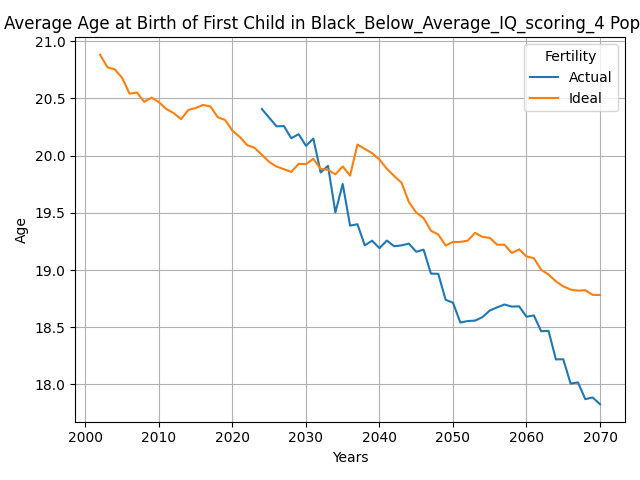 Average Age at Birth of First Child in Black_Below_Average_IQ_scoring_4 Pop
Fertility
Actual
Ideal
21.0
20.5
20.0
19.5
19.0
18.5
18.0
Age
2000 2010 2020 2030 2040 2050 2060 2070
Years